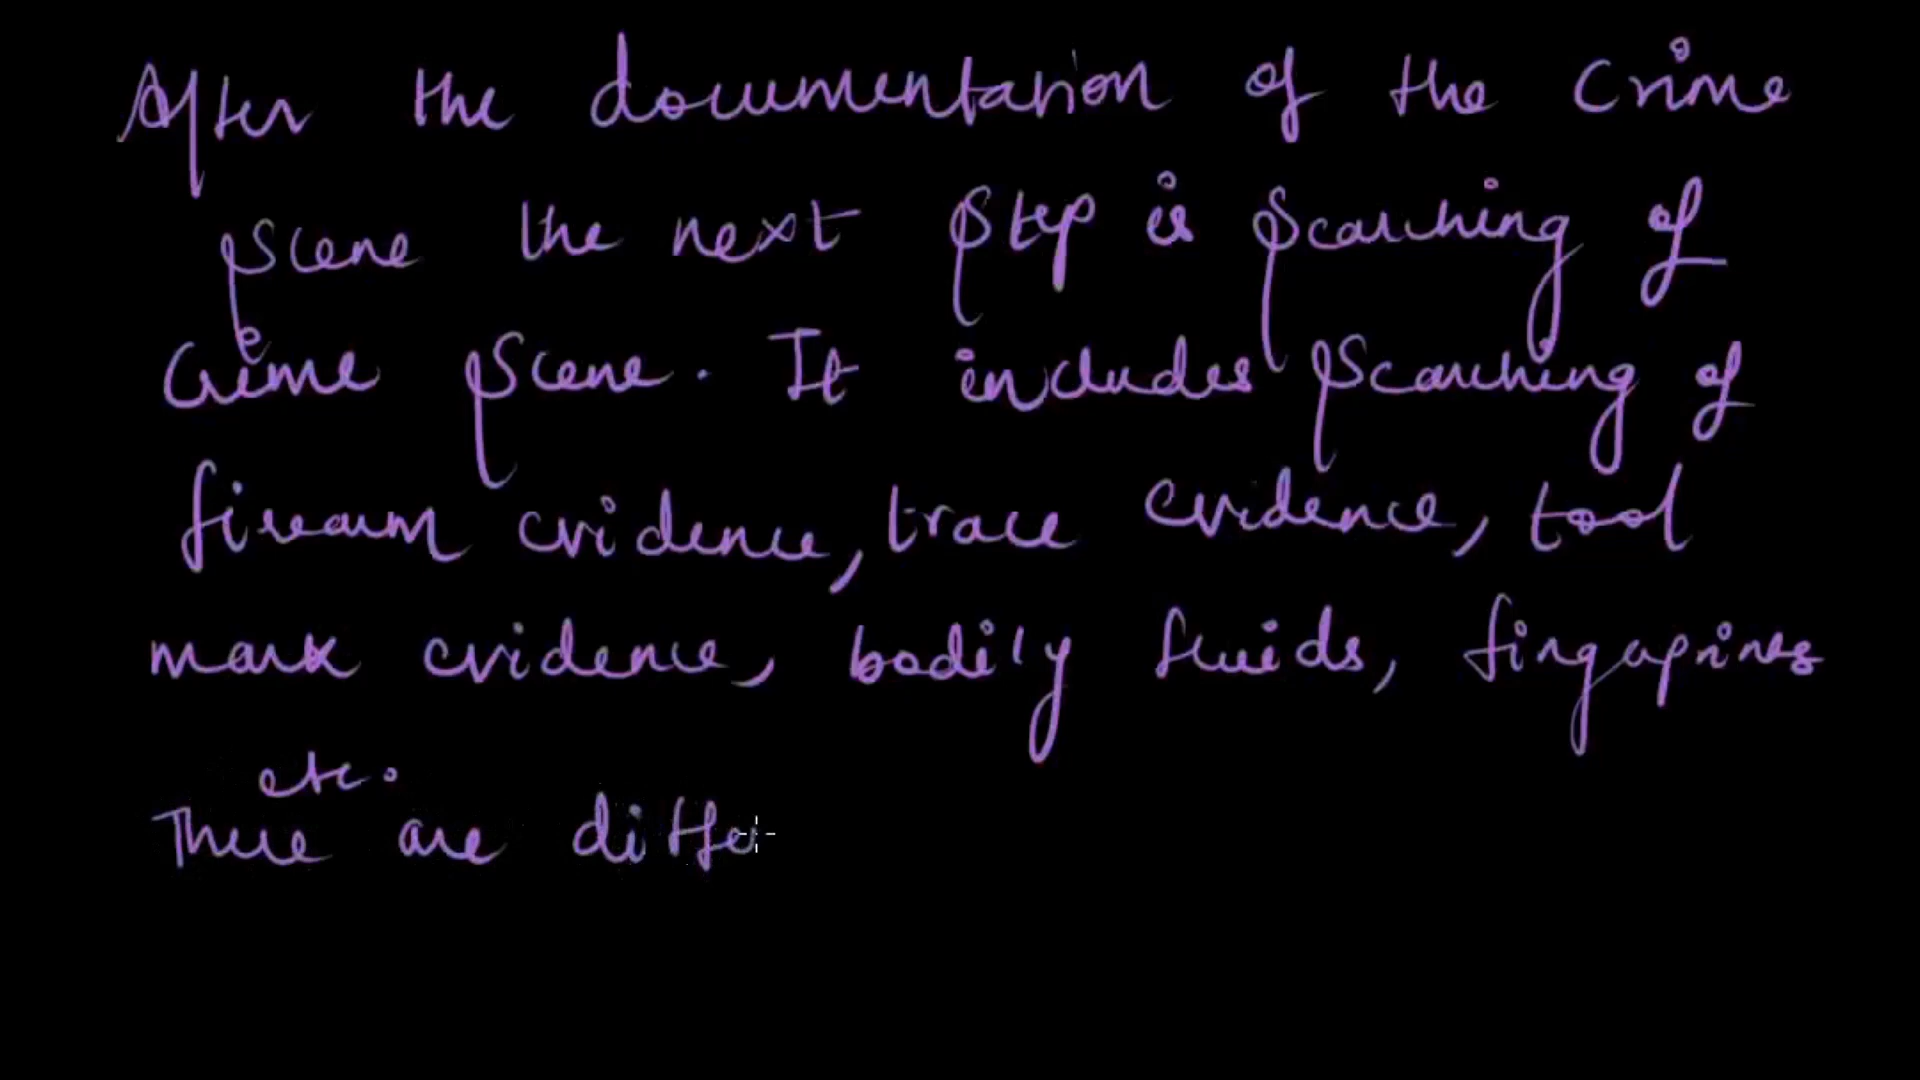 After the documentation of the Crime
Scene the next Step is Searching of
Crime Scene. It includes Searching of
firearm evidence, trace evidence, tool
mark evidence, bodily fluids, fingerprints
etc.
There are diffe